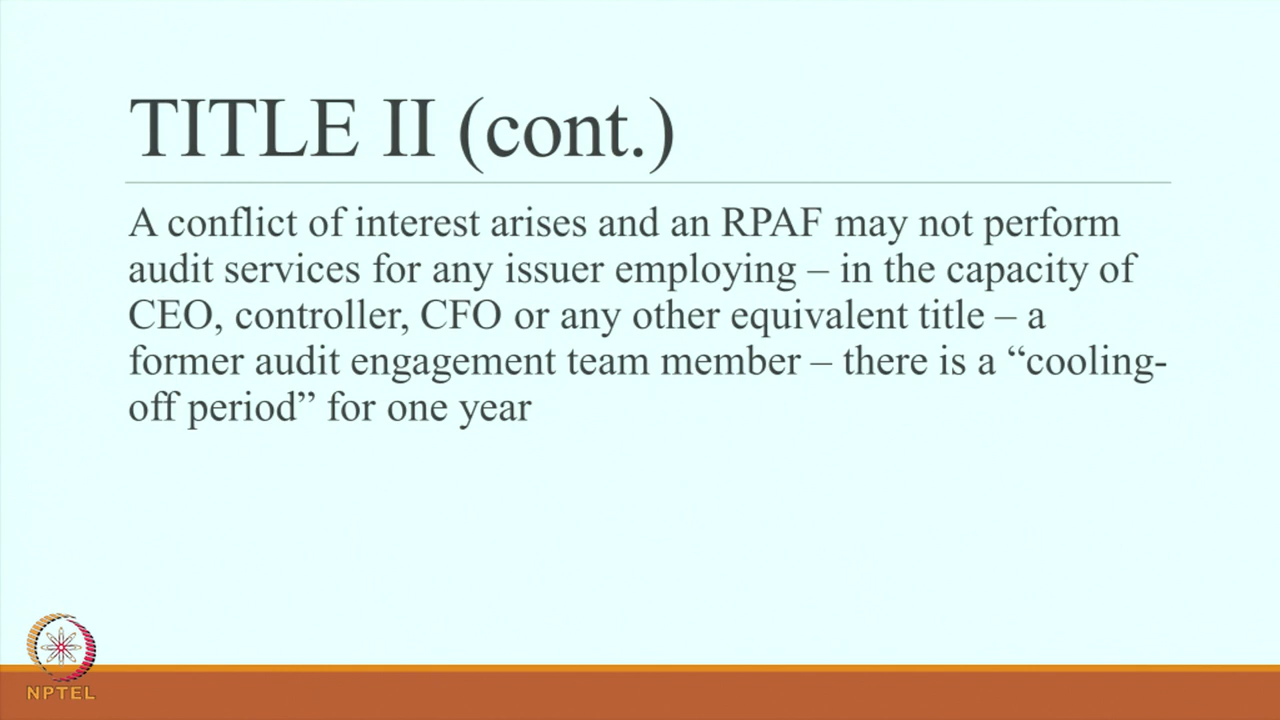 TITLE II (cont.)
A conflict of interest arises and an RPAF may not perform
audit services for any issuer employing – in the capacity of
CEO, controller, CFO or any other equivalent title – a
former audit engagement team member – there is a “cooling-
off period” for one year
NPTEL